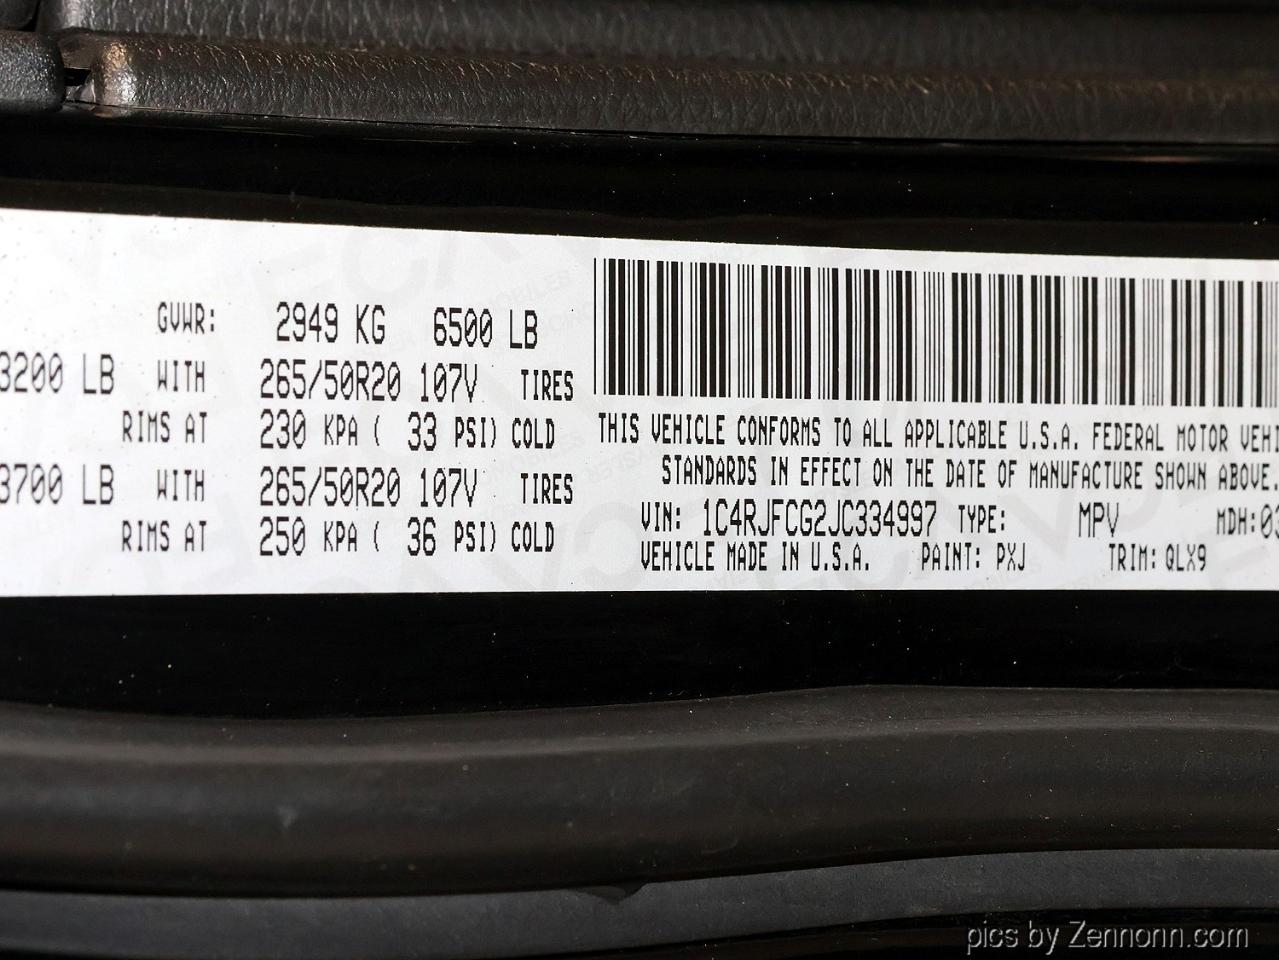 GVWR: 2949 KG 6500 LB
3200 LB WITH 265/50R20 107V TIRES
RIMS AT 230 KPA ( 33 PSI) COLD
3700 LB WITH 265/50R20 107V TIRES
RIMS AT 250 KPA ( 36 PSI) COLD
THIS VEHICLE CONFORMS TO ALL APPLICABLE U.S.A. FEDERAL MOTOR VEHI
STANDARDS IN EFFECT ON THE DATE OF MANUFACTURE SHOWN ABOVE.
VIN: 1C4RJFCG2JC334997 TYPE: MPV MDH:03
VEHICLE MADE IN U.S.A. PAINT: PXJ TRIM: QLX9
pics by Zennonn.com